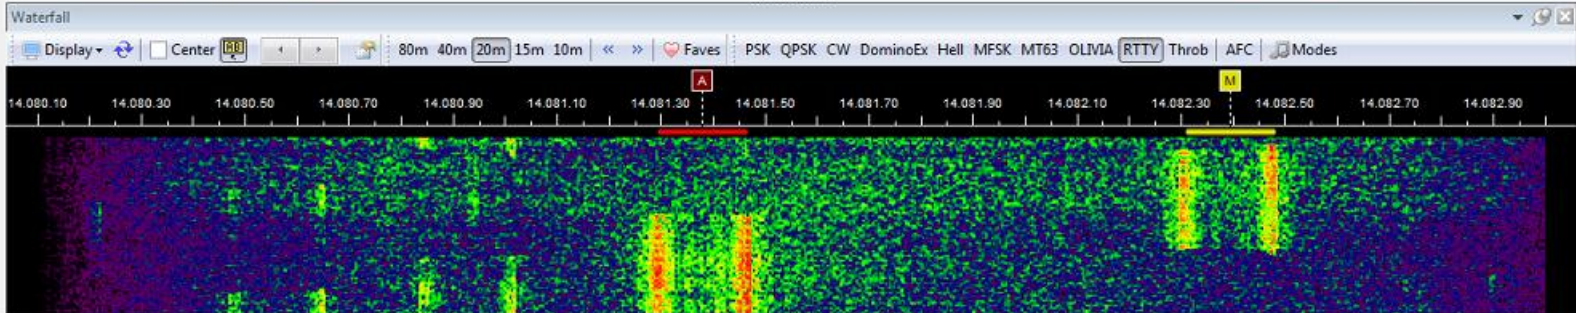 Waterfall
Display Center MB 80m 40m 20m 15m 10m « » Faves PSK QPSK CW DominoEx Hell MFSK MT63 OLIVIA RTTY Throb AFC Modes
A M
14.080.10 14.080.30 14.080.50 14.080.70 14.080.90 14.081.10 14.081.30 14.081.50 14.081.70 14.081.90 14.082.10 14.082.30 14.082.50 14.082.70 14.082.90